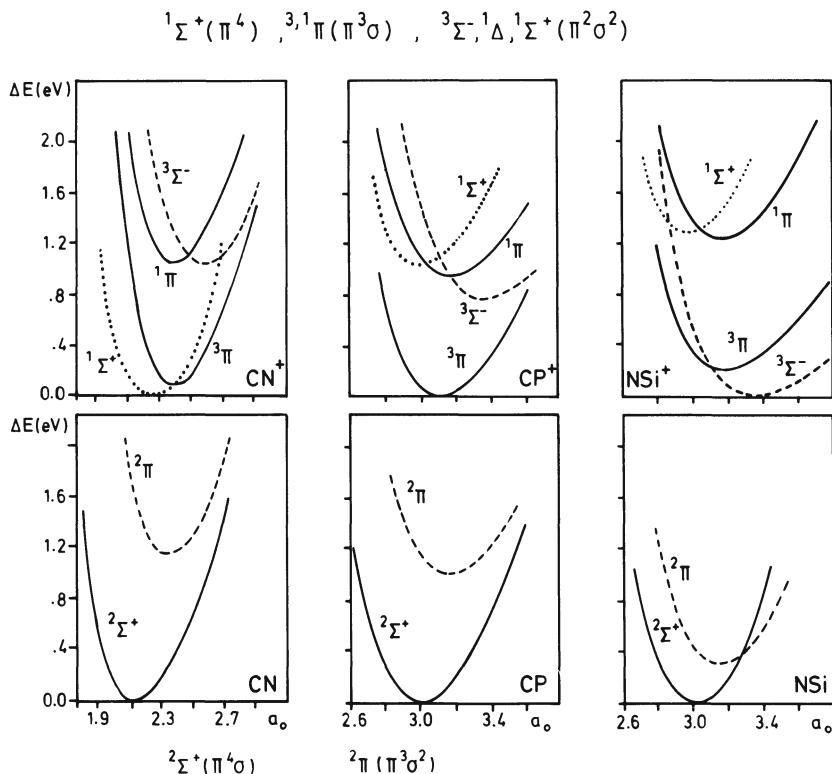 ¹Σ⁺(π⁴) , ³,¹π(π³σ) , ³Σ⁻,¹Δ,¹Σ⁺(π²σ²)
ΔE(eV)
2.0
1.6
1.2
.8
.4
0.0
³Σ⁻
¹π
¹Σ⁺
³π
CN⁺
¹Σ⁺
¹π
³Σ⁻
³π
CP⁺
¹Σ⁺
¹π
³π
³Σ⁻
NSi⁺
ΔE(eV)
1.6
1.2
.8
.4
0.0
²π
²Σ⁺
CN
²π
²Σ⁺
CP
²π
²Σ⁺
NSi
1.9 2.3 2.7 a₀ 2.6 3.0 3.4 a₀ 2.6 3.0 3.4 a₀
²Σ⁺(π⁴σ) ²π(π³σ²)